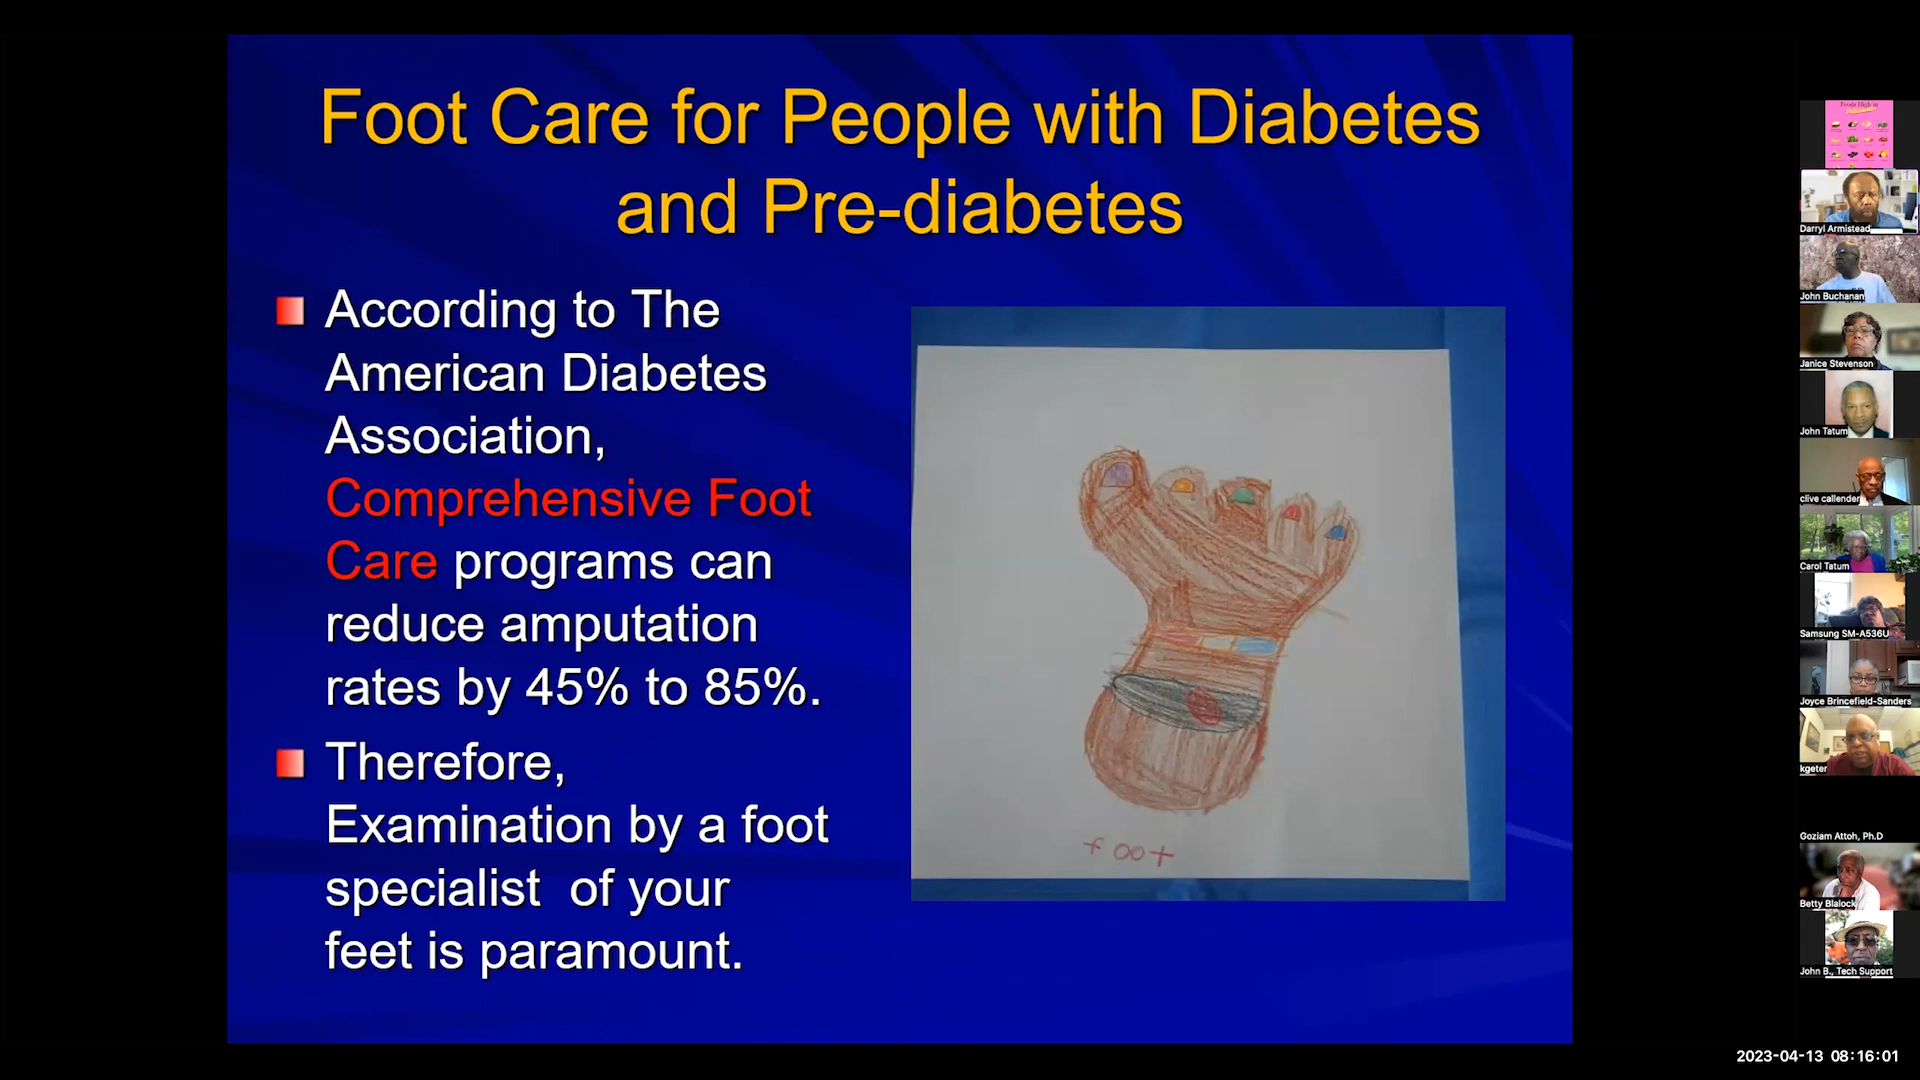 Foot Care for People with Diabetes
and Pre-diabetes
According to The
American Diabetes
Association,
Comprehensive Foot
Care programs can
reduce amputation
rates by 45% to 85%.
Therefore,
Examination by a foot
specialist of your
feet is paramount.
foot
Foods High in
Darryl Armistead
John Buchanan
Janice Stevenson
John Tatum
clive callender
Carol Tatum
Samsung SM-A536U
Joyce Brincefield-Sanders
kgeter
Goziam Attoh, Ph.D
Betty Blalock
John B., Tech Support
2023-04-13 08:16:01